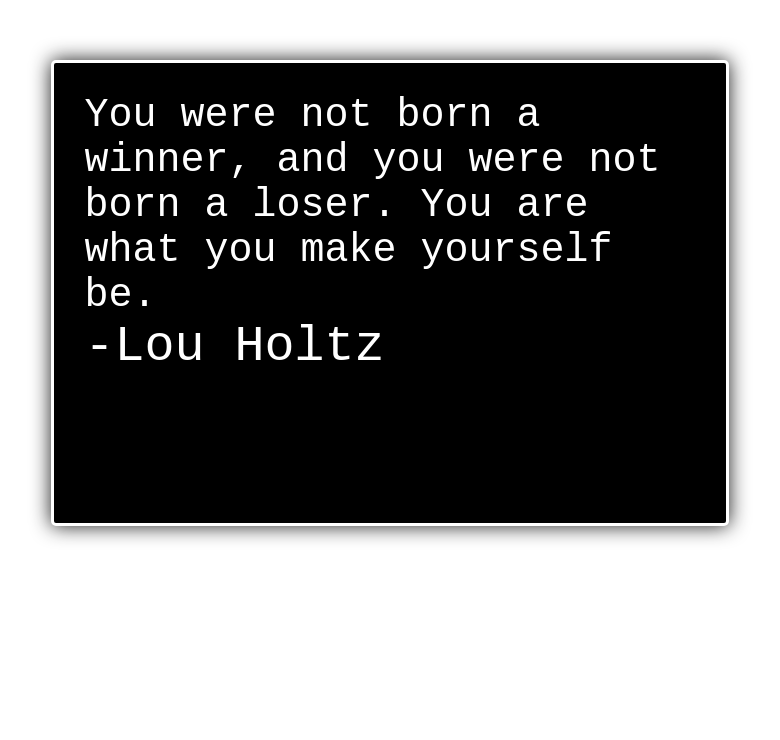 You were not born a
winner, and you were not
born a loser. You are
what you make yourself
be.
-Lou Holtz